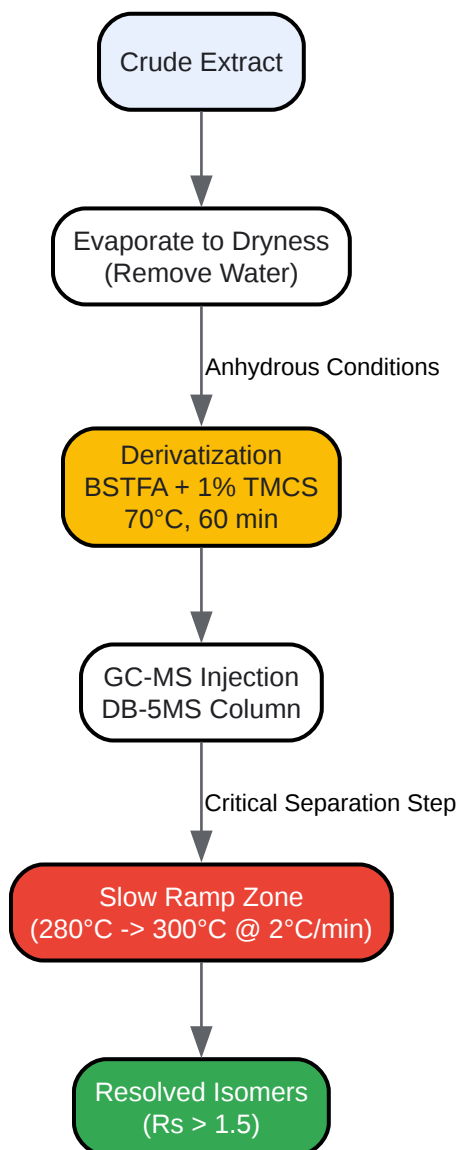 Crude Extract
Evaporate to Dryness
(Remove Water)
Anhydrous Conditions
Derivatization
BSTFA + 1% TMCS
70°C, 60 min
GC-MS Injection
DB-5MS Column
Critical Separation Step
Slow Ramp Zone
(280°C -> 300°C @ 2°C/min)
Resolved Isomers
(Rs > 1.5)